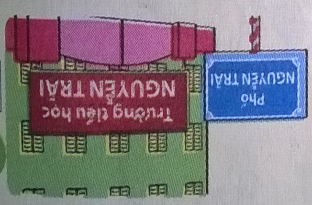 Trường tiểu học
NGUYỄN TRÃI
Phố
NGUYỄN TRÃI